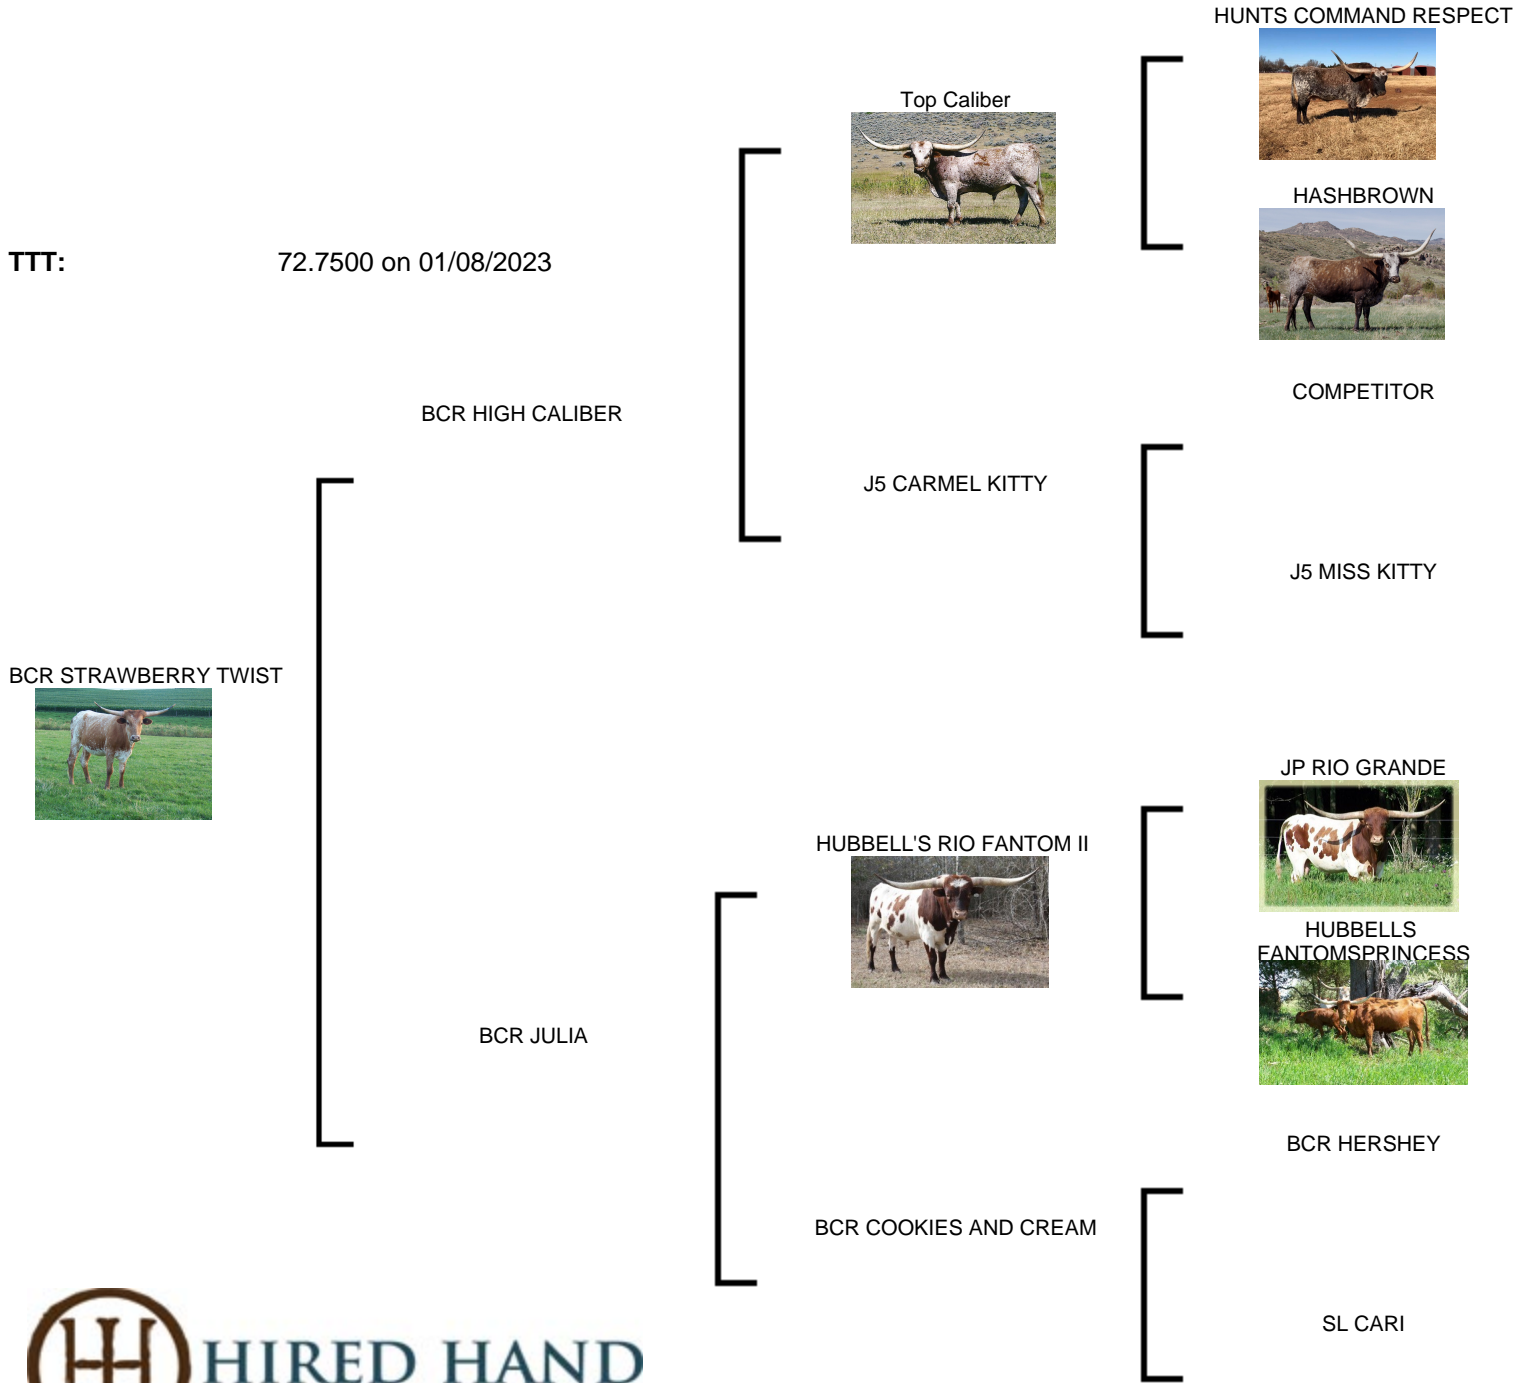 HUNTS COMMAND RESPECT
Top Caliber
HASHBROWN
TTT: 72.7500 on 01/08/2023
COMPETITOR
BCR HIGH CALIBER
J5 CARMEL KITTY
J5 MISS KITTY
BCR STRAWBERRY TWIST
JP RIO GRANDE
HUBBELL'S RIO FANTOM II
HUBBELLS
FANTOMSPRINCESS
BCR JULIA
BCR HERSHEY
BCR COOKIES AND CREAM
SL CARI
HIRED HAND